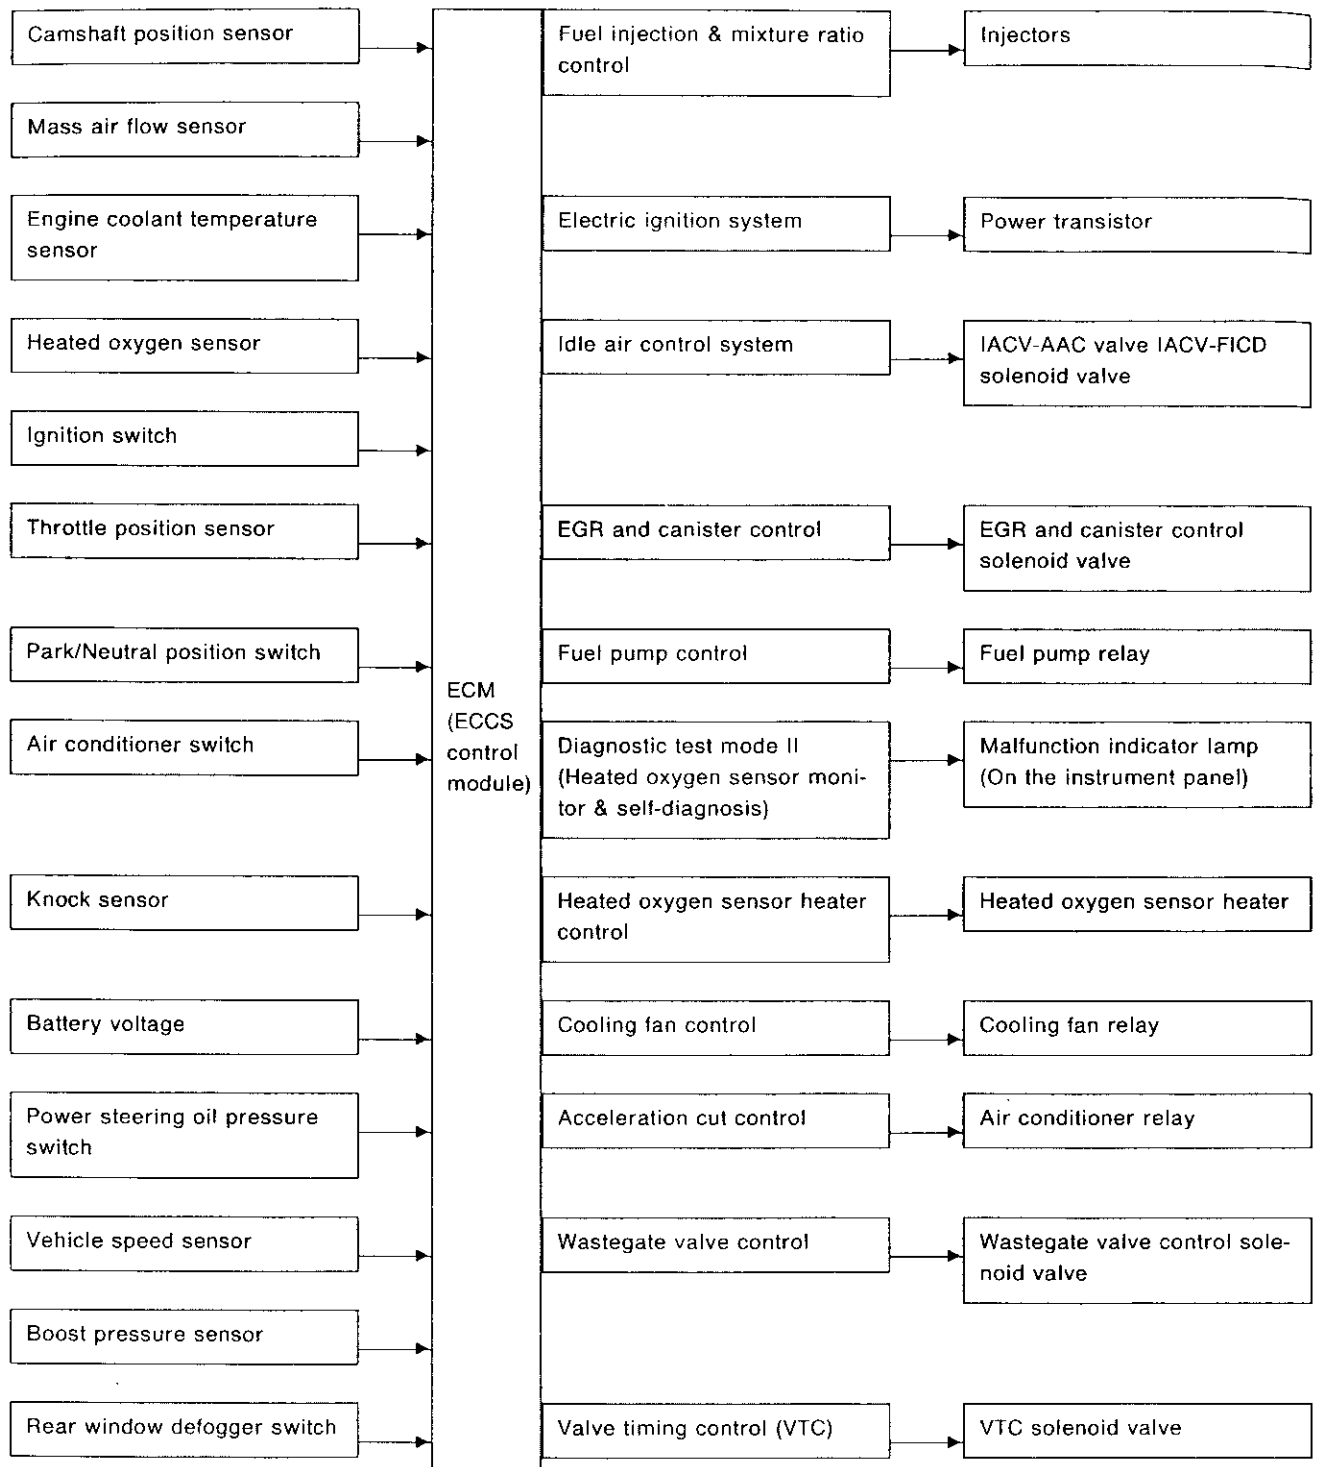 Camshaft position sensor
Mass air flow sensor
Engine coolant temperature
sensor
Heated oxygen sensor
Ignition switch
Throttle position sensor
Park/Neutral position switch
Air conditioner switch
Knock sensor
Battery voltage
Power steering oil pressure
switch
Vehicle speed sensor
Boost pressure sensor
Rear window defogger switch
ECM
(ECCS
control
module)
Fuel injection & mixture ratio
control
Electric ignition system
Idle air control system
EGR and canister control
Fuel pump control
Diagnostic test mode II
(Heated oxygen sensor moni-
tor & self-diagnosis)
Heated oxygen sensor heater
control
Cooling fan control
Acceleration cut control
Wastegate valve control
Valve timing control (VTC)
Injectors
Power transistor
IACV-AAC valve IACV-FICD
solenoid valve
EGR and canister control
solenoid valve
Fuel pump relay
Malfunction indicator lamp
(On the instrument panel)
Heated oxygen sensor heater
Cooling fan relay
Air conditioner relay
Wastegate valve control sole-
noid valve
VTC solenoid valve